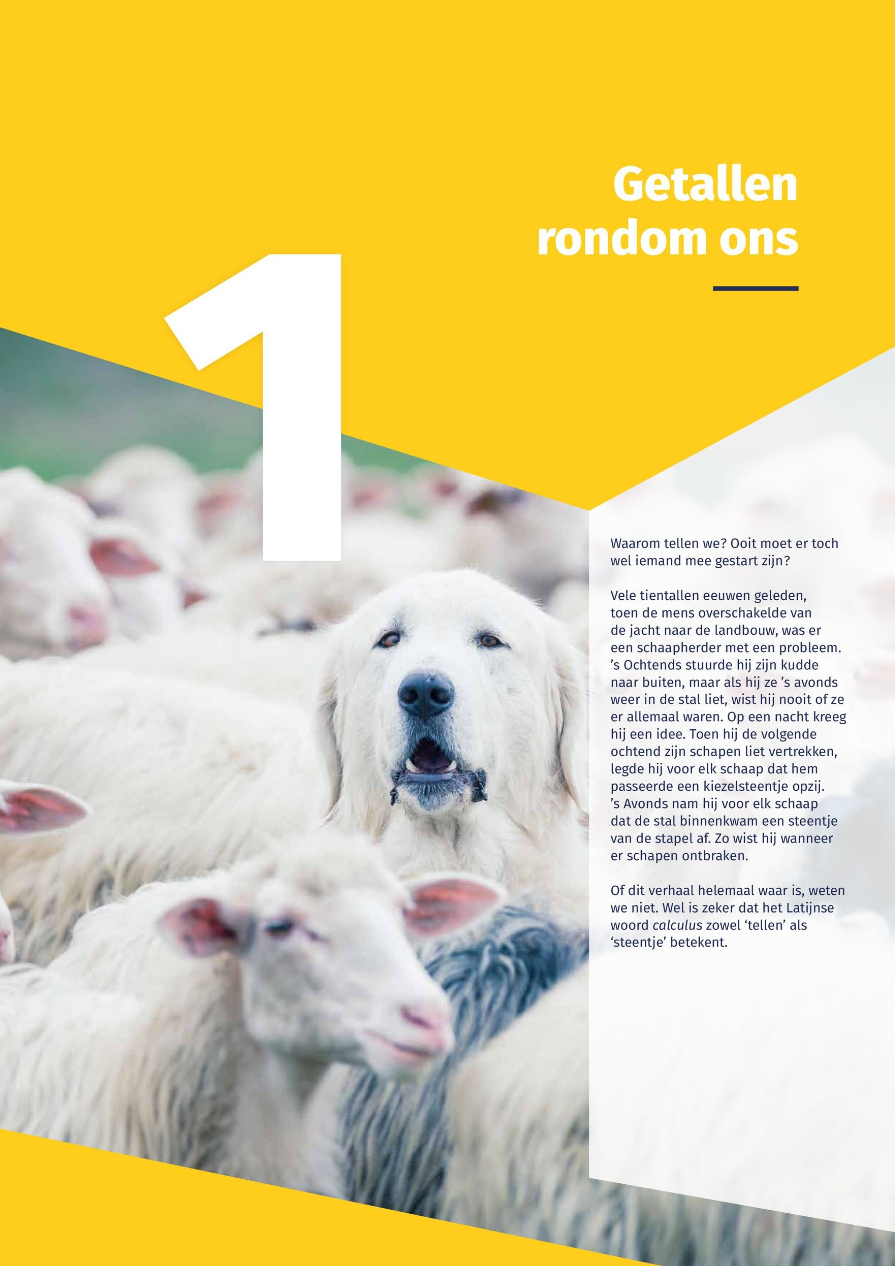 Getallen
rondom ons
1
Waarom tellen we? Ooit moet er toch
wel iemand mee gestart zijn?
Vele tientallen eeuwen geleden,
toen de mens overschakelde van
de jacht naar de landbouw, was er
een schaapherder met een probleem.
’s Ochtends stuurde hij zijn kudde
naar buiten, maar als hij ze ’s avonds
weer in de stal liet, wist hij nooit of ze
er allemaal waren. Op een nacht kreeg
hij een idee. Toen hij de volgende
ochtend zijn schapen liet vertrekken,
legde hij voor elk schaap dat hem
passeerde een kiezelsteentje opzij.
’s Avonds nam hij voor elk schaap
dat de stal binnenkwam een steentje
van de stapel af. Zo wist hij wanneer
er schapen ontbraken.
Of dit verhaal helemaal waar is, weten
we niet. Wel is zeker dat het Latijnse
woord calculus zowel ‘tellen’ als
‘steentje’ betekent.